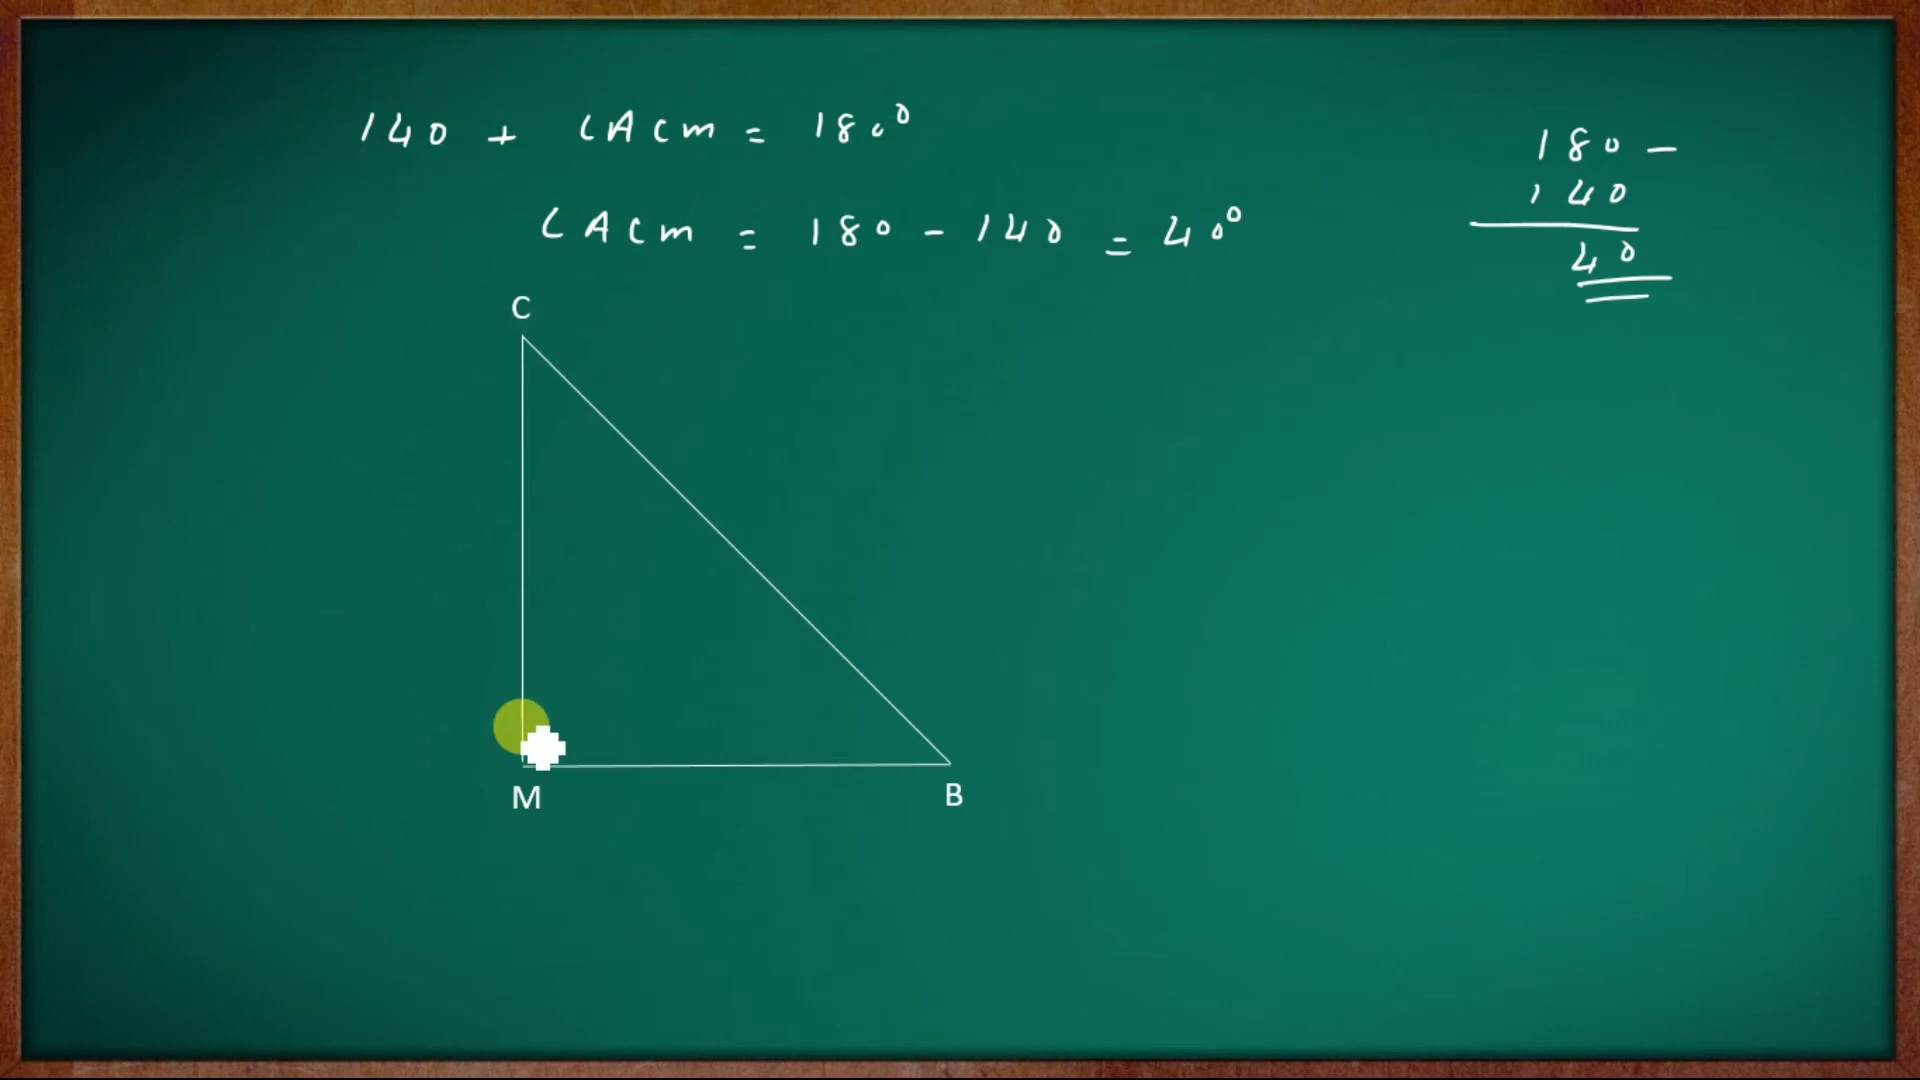 140 + ∠ACM = 180°
180 -
140
∠ACM = 180 - 140 = 40°
40
C
M
B